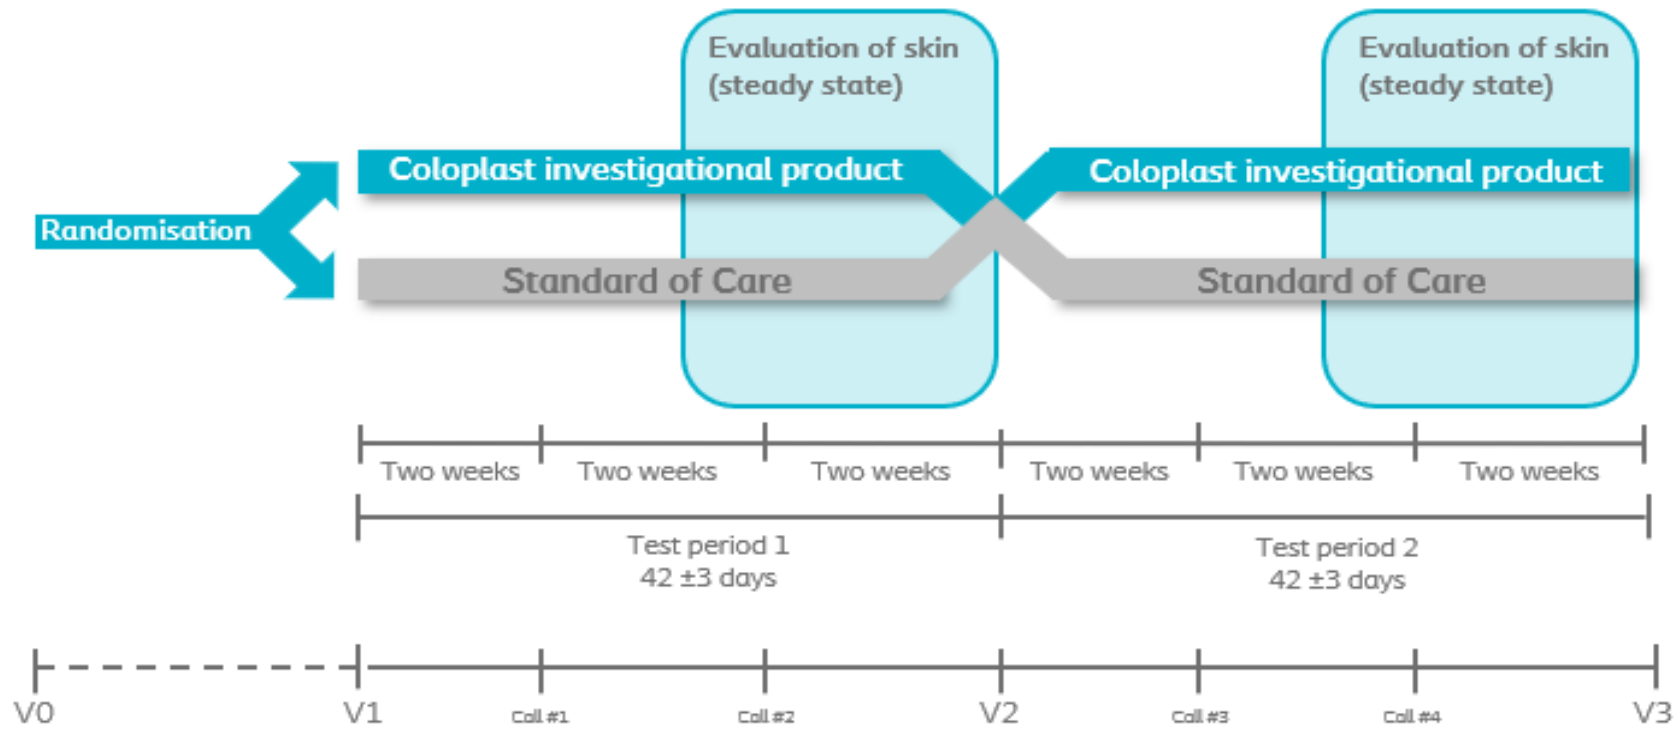 Evaluation of skin
(steady state)
Evaluation of skin
(steady state)
Coloplast investigational product
Coloplast investigational product
Randomisation
Standard of Care
Standard of Care
Two weeks
Two weeks
Two weeks
Two weeks
Two weeks
Two weeks
Test period 1
42 ±3 days
Test period 2
42 ±3 days
V0
V1
Call #1
Call #2
V2
Call #3
Call #4
V3